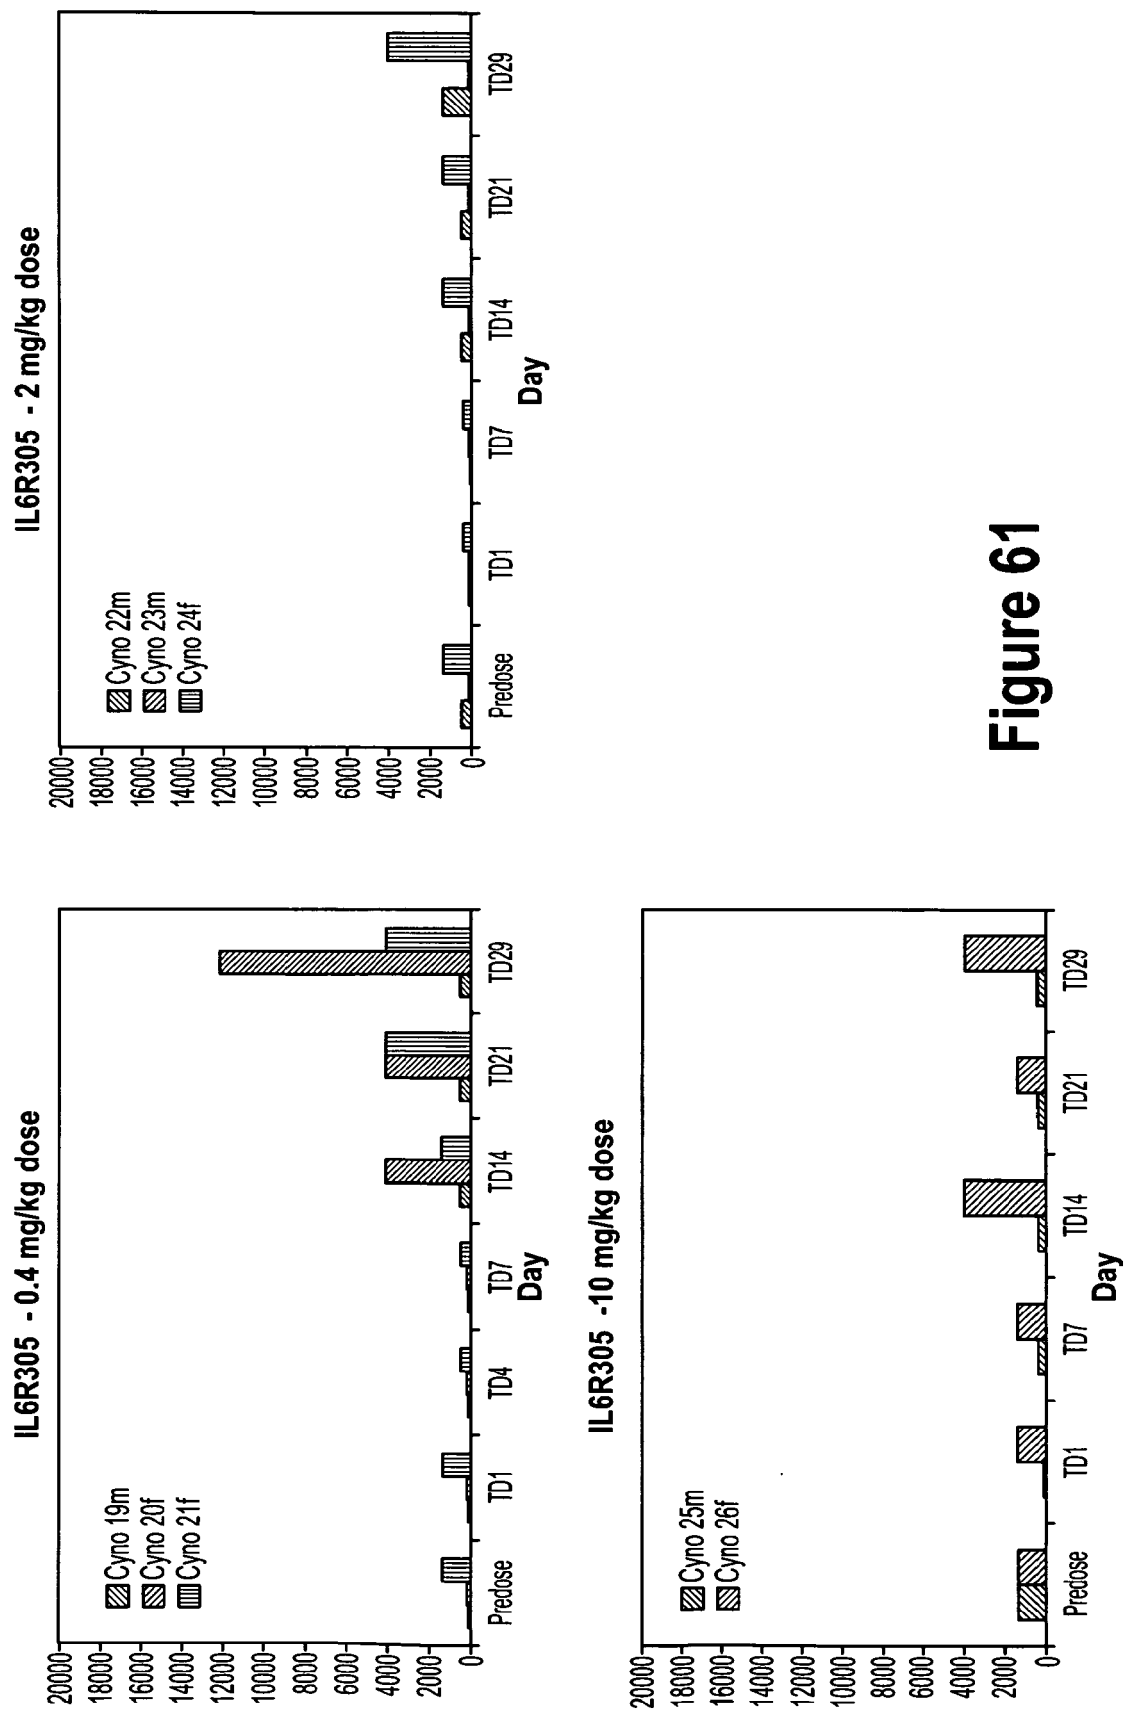 IL6R305 - 0.4 mg/kg dose
20000
18000
16000
14000
12000
10000
8000
6000
4000
2000
0
Cyno 19m
Cyno 20f
Cyno 21f
Predose TD1 TD4 TD7 TD14 TD21 TD29
Day
IL6R305 - 2 mg/kg dose
20000
18000
16000
14000
12000
10000
8000
6000
4000
2000
0
Cyno 22m
Cyno 23m
Cyno 24f
Predose TD1 TD7 TD14 TD21 TD29
Day
IL6R305 -10 mg/kg dose
20000
18000
16000
14000
12000
10000
8000
6000
4000
2000
0
Cyno 25m
Cyno 26f
Predose TD1 TD7 TD14 TD21 TD29
Day
Figure 61